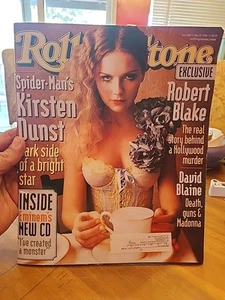 Rolling Stone
EXCLUSIVE
Spider-Man's
Kirsten
Dunst
Dark side
of a bright
star
INSIDE
Eminem's
NEW CD
"I've created
a monster"
Robert
Blake
The real
story behind
a Hollywood
murder
David
Blaine
Death,
guns &
Madonna